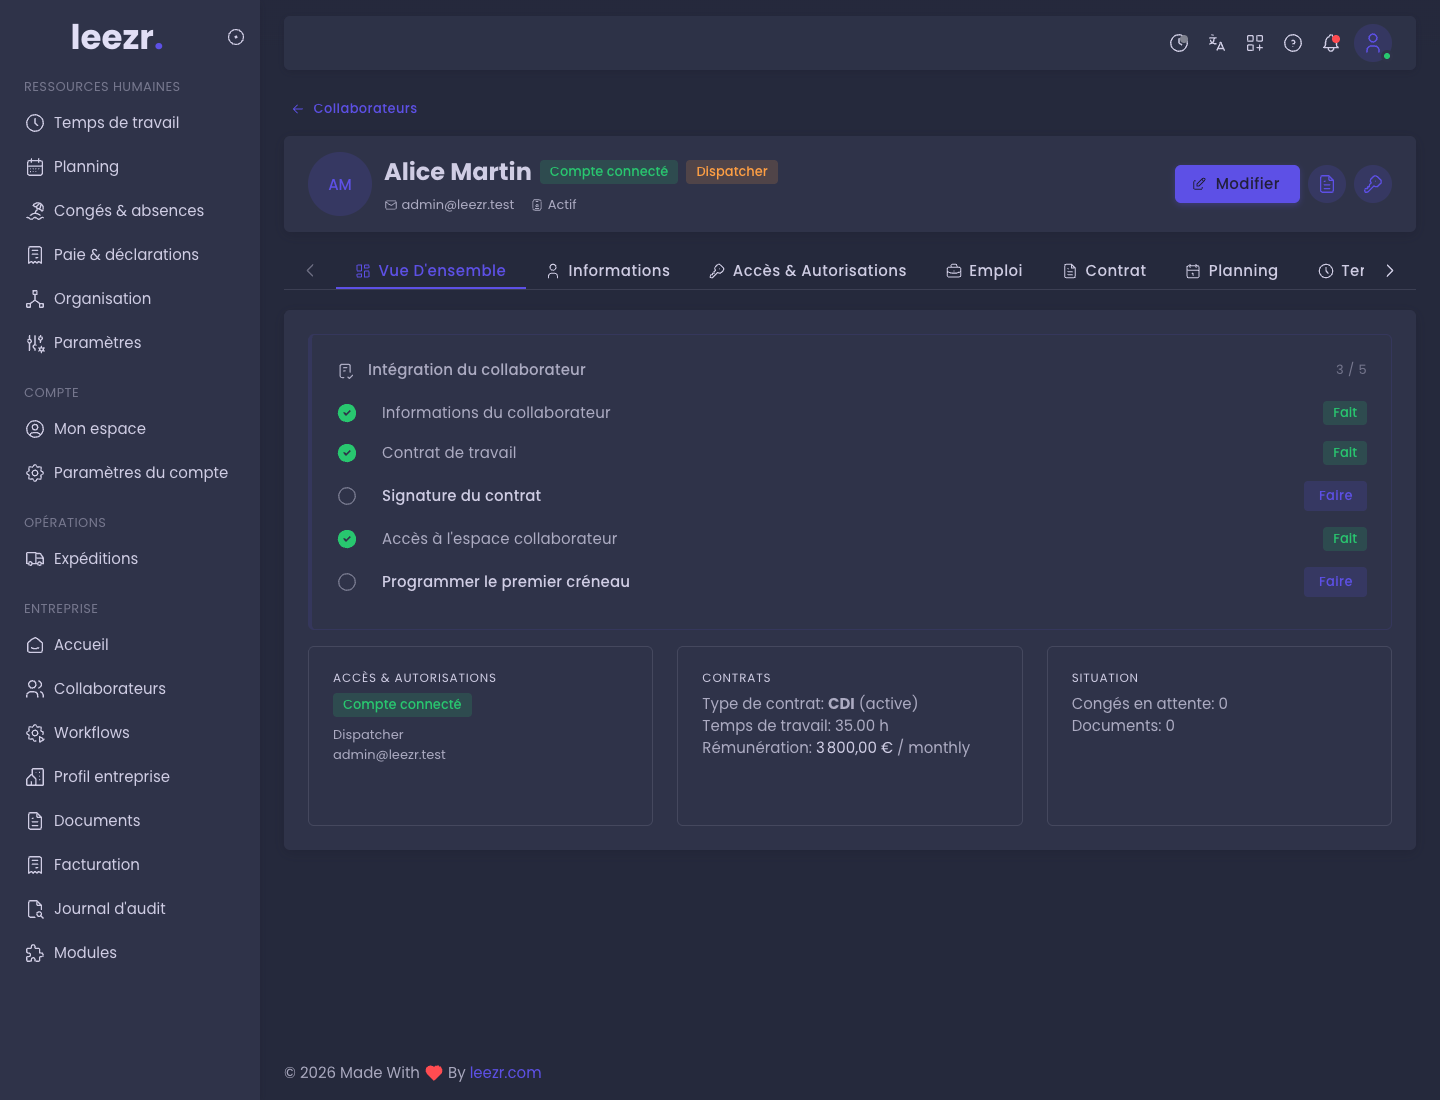 leezr.
RESSOURCES HUMAINES
Temps de travail
Planning
Congés & absences
Paie & déclarations
Organisation
Paramètres
COMPTE
Mon espace
Paramètres du compte
OPÉRATIONS
Expéditions
ENTREPRISE
Accueil
Collaborateurs
Workflows
Profil entreprise
Documents
Facturation
Journal d'audit
Modules
Collaborateurs
AM
Alice Martin Compte connecté Dispatcher
admin@leezr.test Actif
Modifier
Vue D'ensemble Informations Accès & Autorisations Emploi Contrat Planning Ter
Intégration du collaborateur 3 / 5
Informations du collaborateur Fait
Contrat de travail Fait
Signature du contrat Faire
Accès à l'espace collaborateur Fait
Programmer le premier créneau Faire
ACCÈS & AUTORISATIONS
Compte connecté
Dispatcher
admin@leezr.test
CONTRATS
Type de contrat: CDI (active)
Temps de travail: 35.00 h
Rémunération: 3 800,00 € / monthly
SITUATION
Congés en attente: 0
Documents: 0
© 2026 Made With ❤ By leezr.com